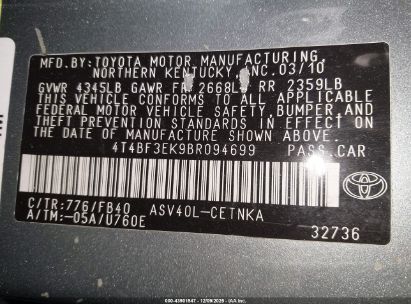 MFD. BY: TOYOTA MOTOR MANUFACTURING,
NORTHERN KENTUCKY, INC. 03/10
GVWR 4345LB GAWR FR 2668LB RR 2359LB
THIS VEHICLE CONFORMS TO ALL APPLICABLE
FEDERAL MOTOR VEHICLE SAFETY, BUMPER, AND
THEFT PREVENTION STANDARDS IN EFFECT ON
THE DATE OF MANUFACTURE SHOWN ABOVE.
4T4BF3EK9BR094699 PASS.CAR
C/TR:776/FB40 ASV40L-CETNKA
A/TM:-05A/U760E 32736
TOYOTA